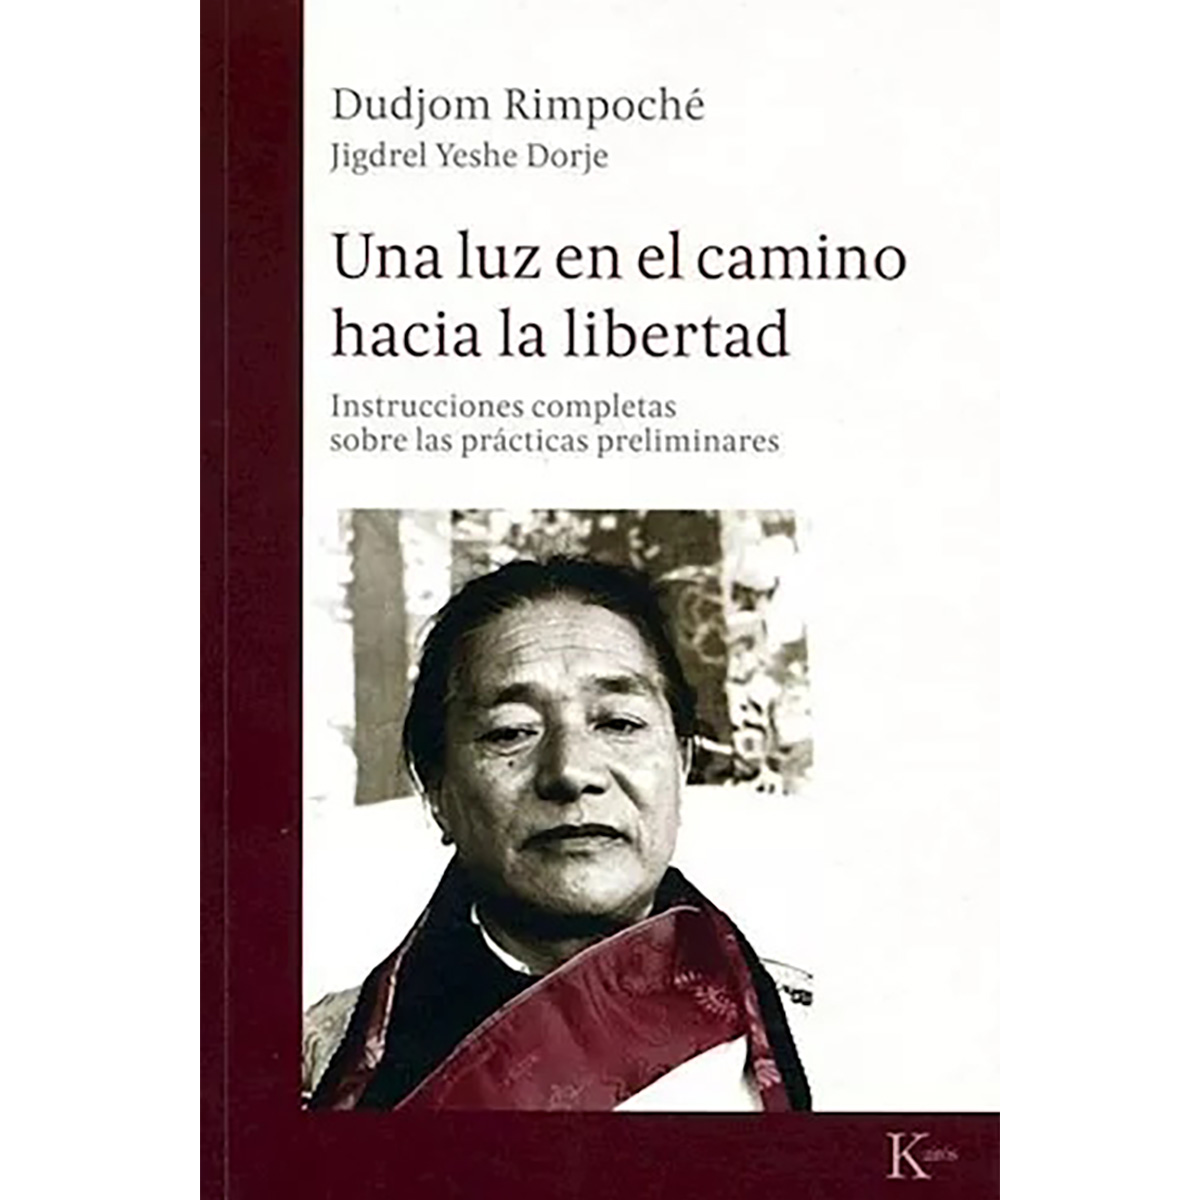 Dudjom Rimpoché
Jigdrel Yeshe Dorje
Una luz en el camino
hacia la libertad
Instrucciones completas
sobre las prácticas preliminares
Kairós